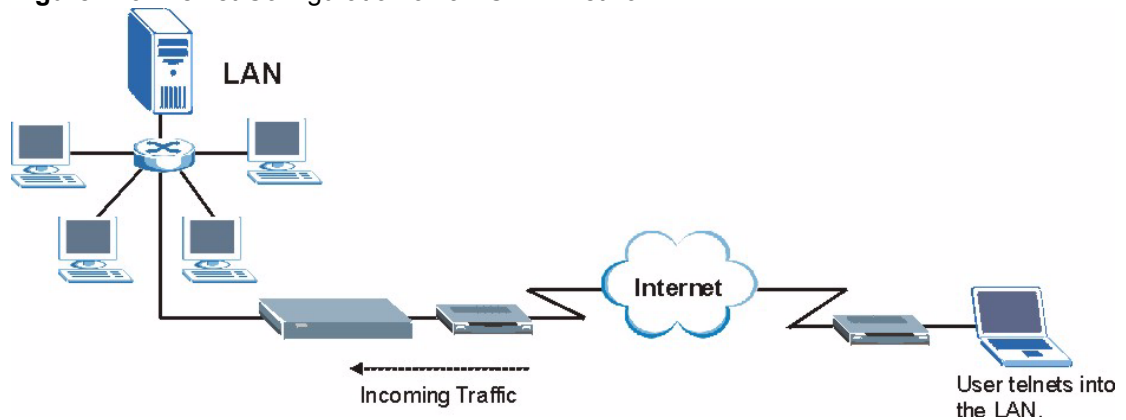 LAN
Internet
Incoming Traffic
User telnets into
the LAN.